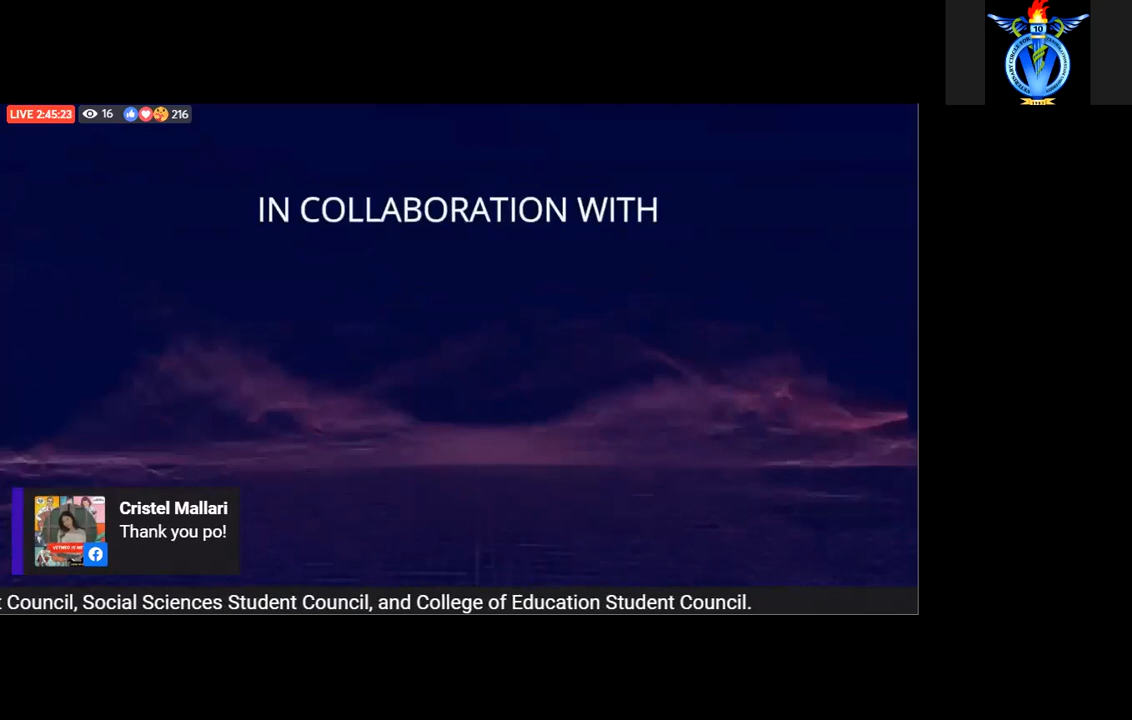 10
LIVE 2:45:23 16 216
IN COLLABORATION WITH
Cristel Mallari
Thank you po!
Council, Social Sciences Student Council, and College of Education Student Council.